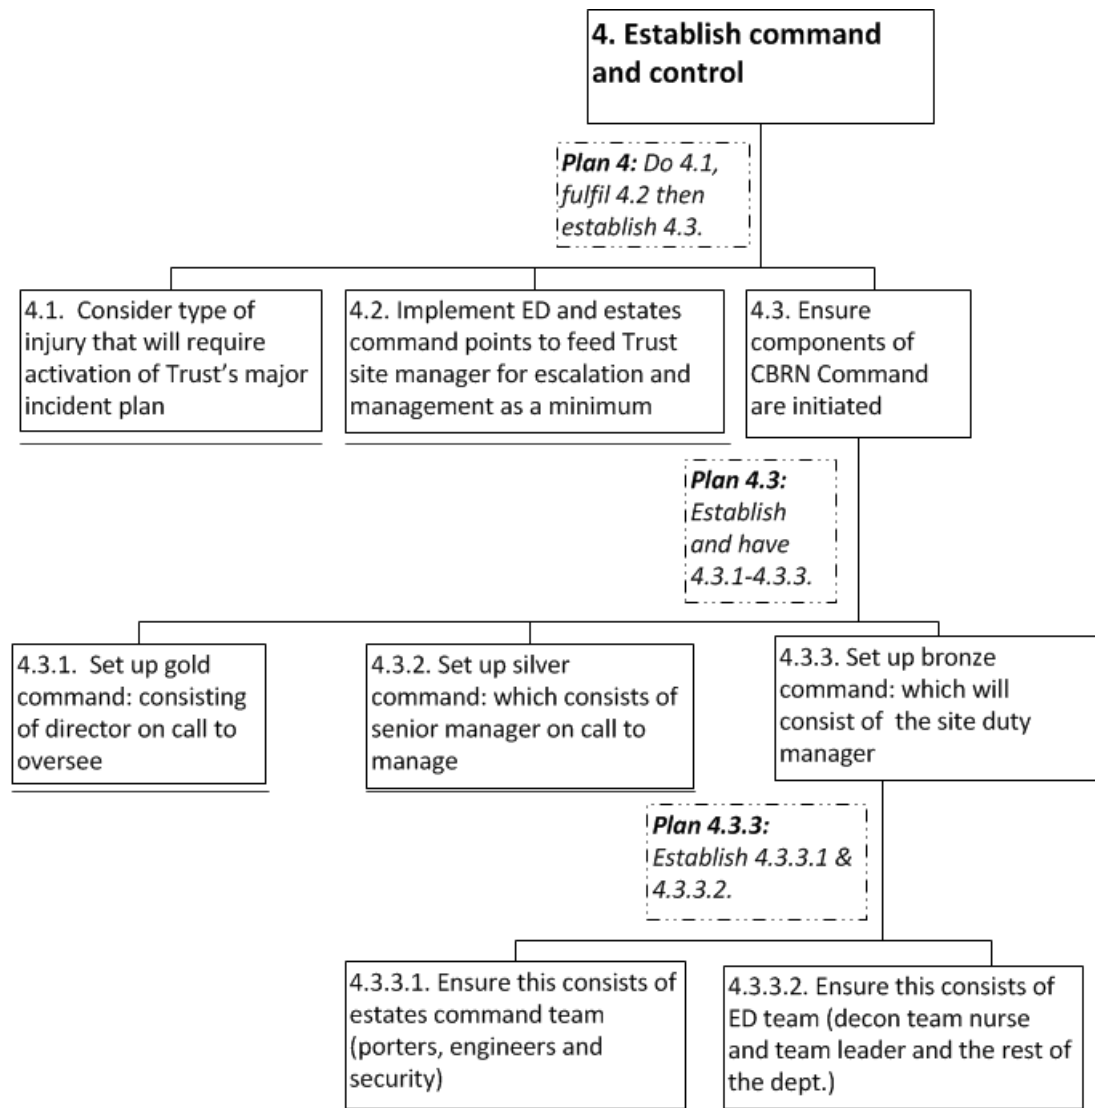 4. Establish command
and control
Plan 4: Do 4.1,
fulfil 4.2 then
establish 4.3.
4.1.  Consider type of
injury that will require
activation of Trust’s major
incident plan
4.2. Implement ED and estates
command points to feed Trust
site manager for escalation and
management as a minimum
4.3. Ensure
components of
CBRN Command
are initiated
Plan 4.3:
Establish
and have
4.3.1-4.3.3.
4.3.1.  Set up gold
command: consisting
of director on call to
oversee
4.3.2. Set up silver
command: which consists of
senior manager on call to
manage
4.3.3. Set up bronze
command: which will
consist of  the site duty
manager
Plan 4.3.3:
Establish 4.3.3.1 &
4.3.3.2.
4.3.3.1. Ensure this consists of
estates command team
(porters, engineers and
security)
4.3.3.2. Ensure this consists of
ED team (decon team nurse
and team leader and the rest of
the dept.)